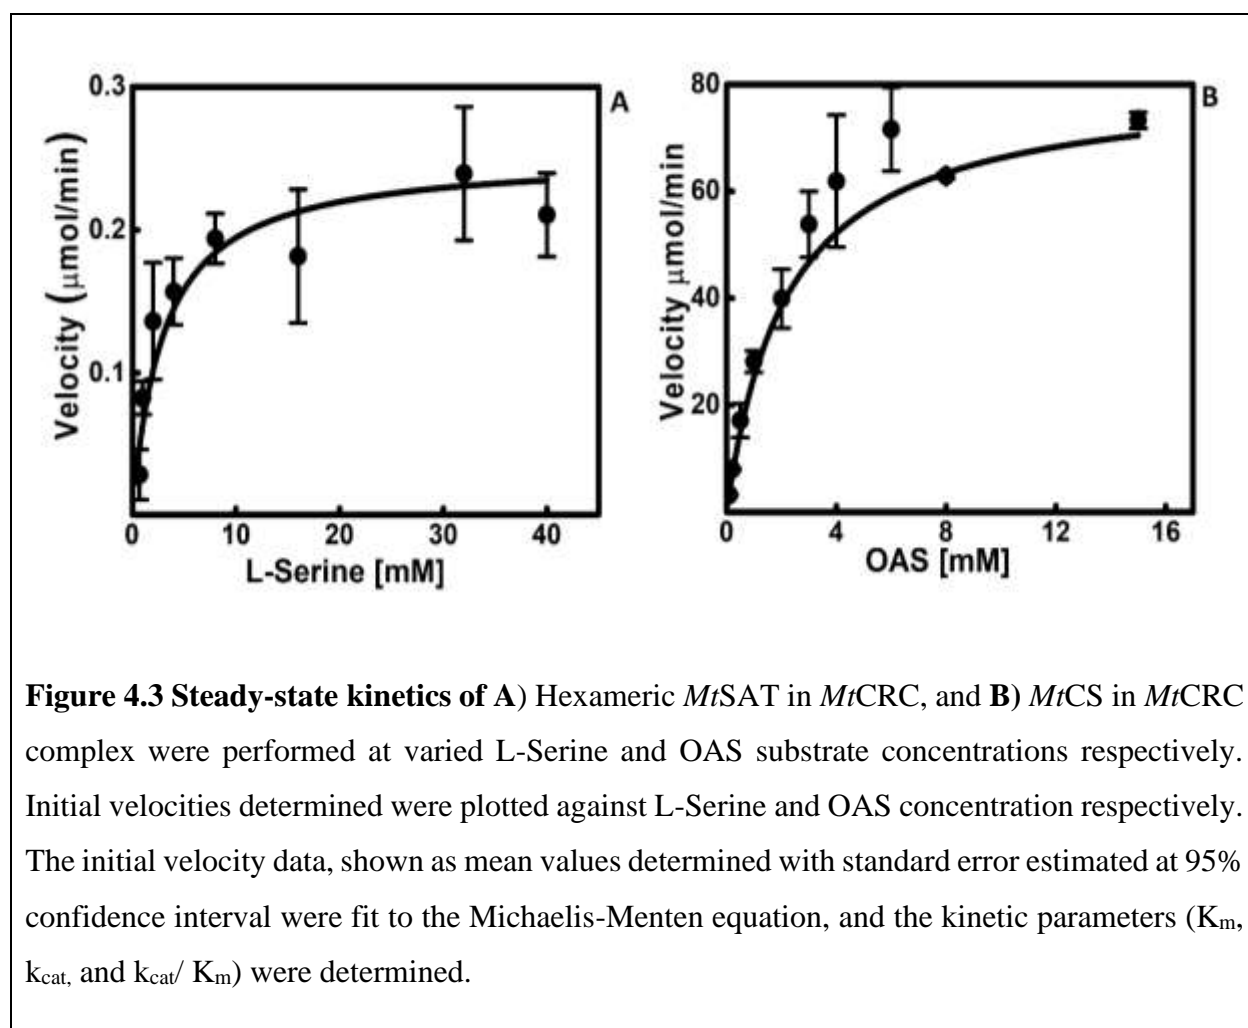 0.3
A
Velocity (μmol/min)
0.2
0.1
0
10
20
30
40
L-Serine [mM]
80
B
Velocity μmol/min
60
40
20
0
4
8
12
16
OAS [mM]
Figure 4.3 Steady-state kinetics of A) Hexameric MtSAT in MtCRC, and B) MtCS in MtCRC
complex were performed at varied L-Serine and OAS substrate concentrations respectively.
Initial velocities determined were plotted against L-Serine and OAS concentration respectively.
The initial velocity data, shown as mean values determined with standard error estimated at 95%
confidence interval were fit to the Michaelis-Menten equation, and the kinetic parameters (Km,
kcat, and kcat/ Km) were determined.